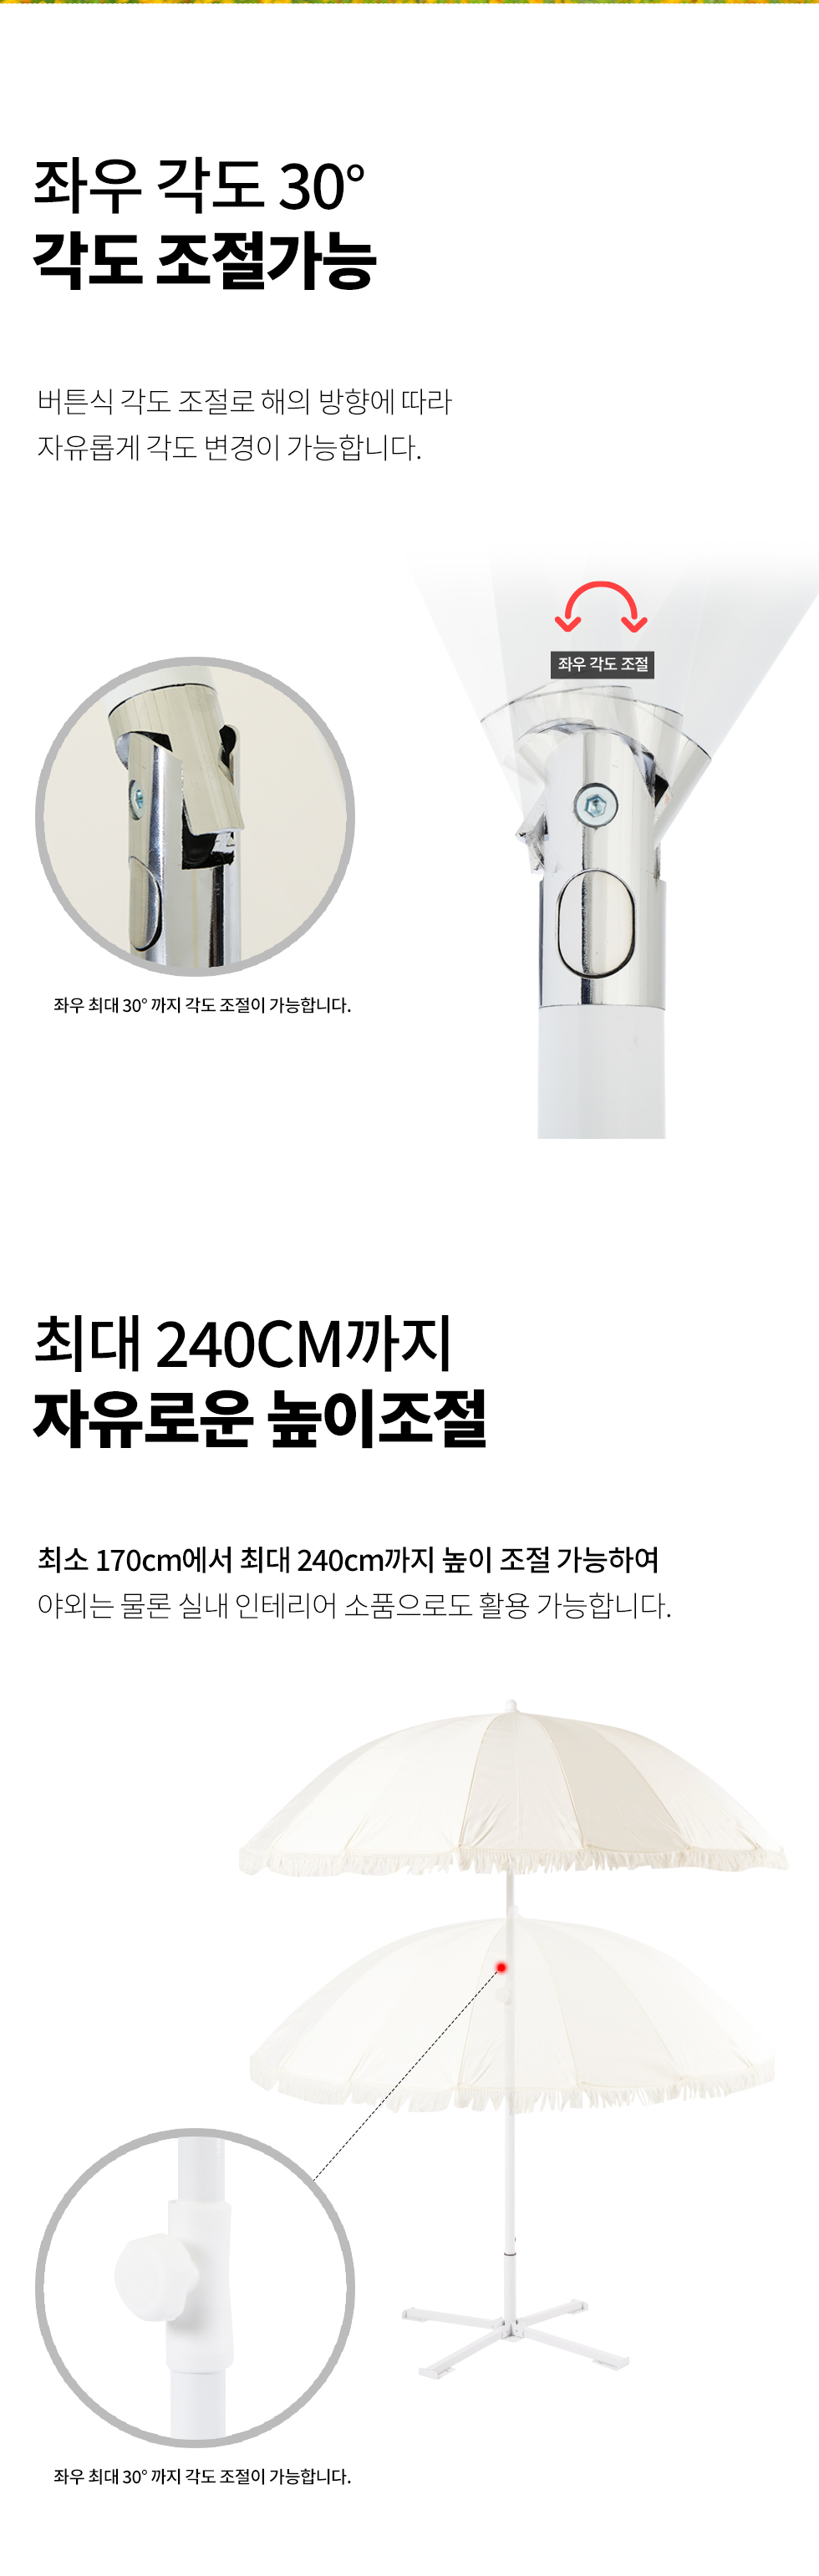 좌우 각도 30°
각도 조절가능
버튼식 각도 조절로 해의 방향에 따라
자유롭게 각도 변경이 가능합니다.
좌우 각도 조절
좌우 최대 30° 까지 각도 조절이 가능합니다.
최대 240CM까지
자유로운 높이조절
최소 170cm에서 최대 240cm까지 높이 조절 가능하여
야외는 물론 실내 인테리어 소품으로도 활용 가능합니다.
좌우 최대 30° 까지 각도 조절이 가능합니다.